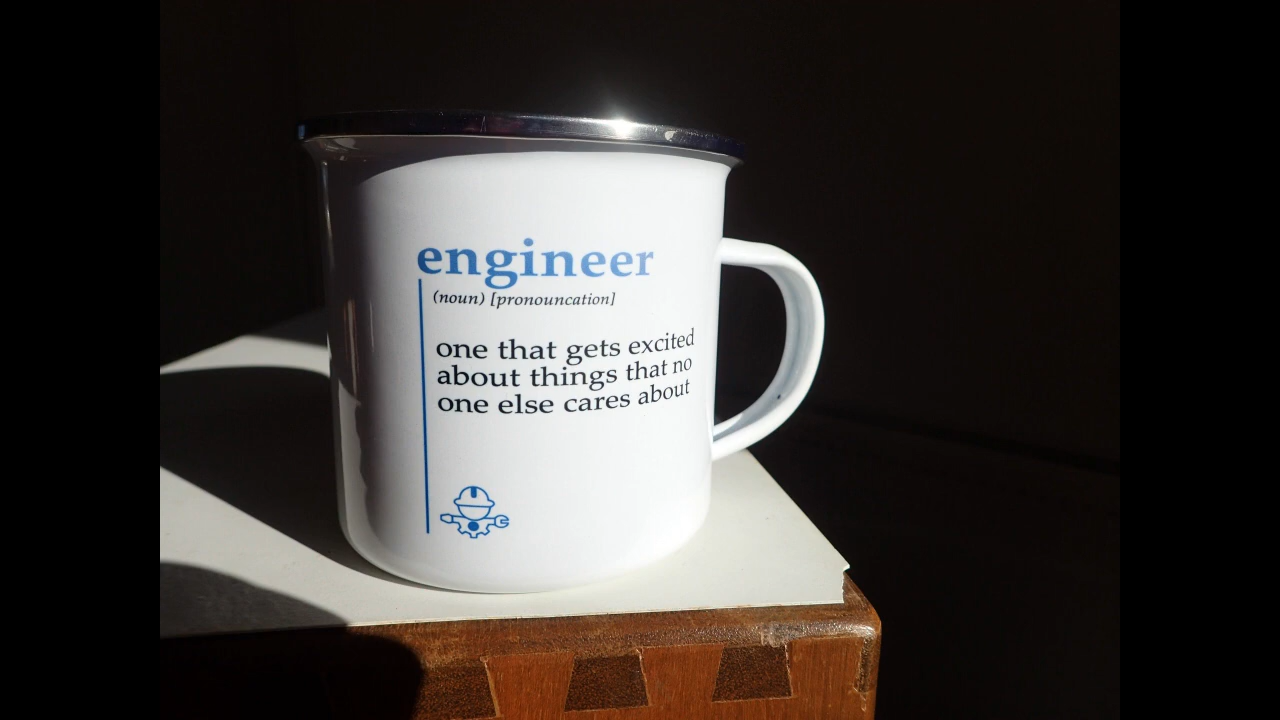 engineer
(noun) [pronouncation]
one that gets excited
about things that no
one else cares about